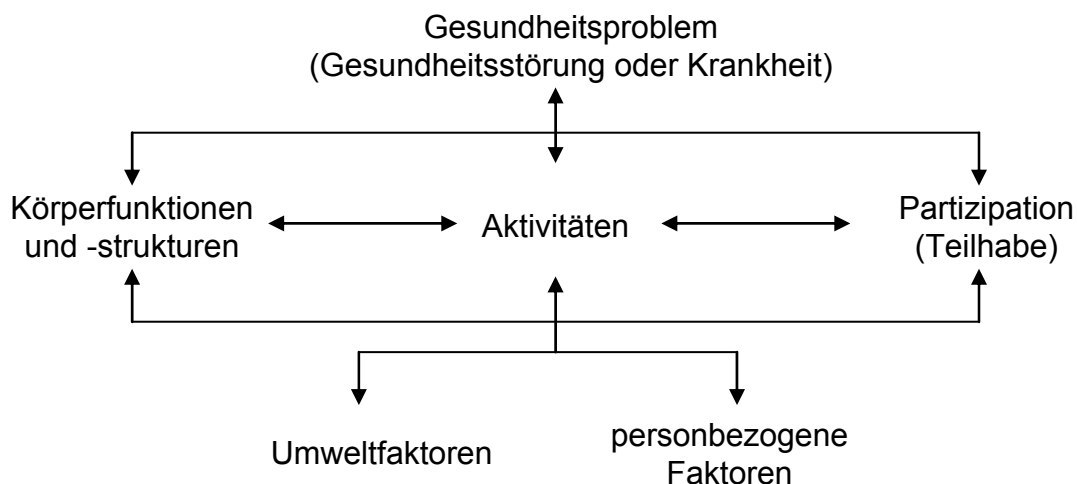 Gesundheitsproblem
(Gesundheitsstörung oder Krankheit)
Körperfunktionen
und -strukturen
Aktivitäten
Partizipation
(Teilhabe)
Umweltfaktoren
personbezogene
Faktoren